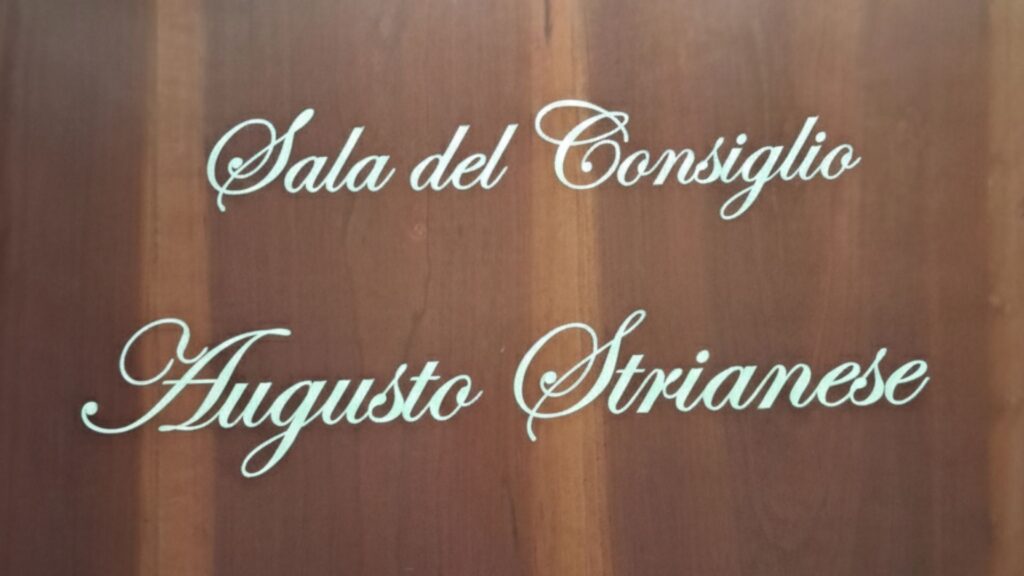 Sala del Consiglio
Augusto Strianese